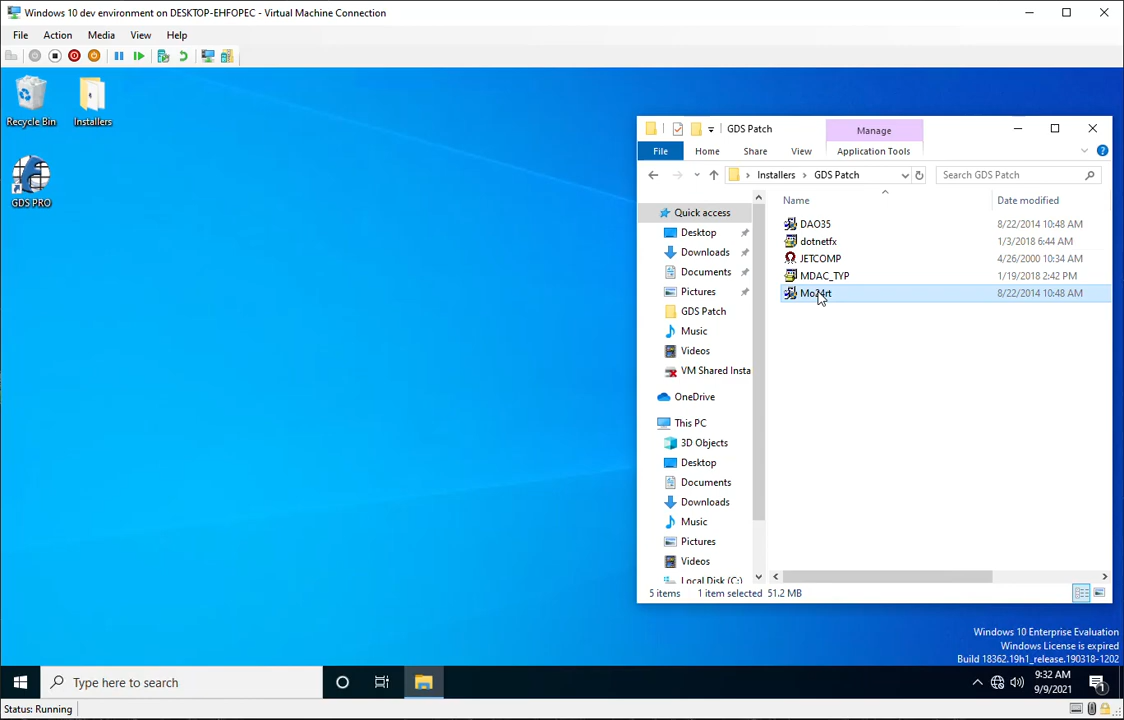 Windows 10 dev environment on DESKTOP-EHFOPEC - Virtual Machine Connection
File Action Media View Help
Recycle Bin
Installers
GDS PRO
GDS Patch
Manage
File Home Share View Application Tools
Installers GDS Patch
Search GDS Patch
Name Date modified
DAO35 8/22/2014 10:48 AM
dotnetfx 1/3/2018 6:44 AM
JETCOMP 4/26/2000 10:34 AM
MDAC_TYP 1/19/2018 2:42 PM
Mo24rt 8/22/2014 10:48 AM
Quick access
Desktop
Downloads
Documents
Pictures
GDS Patch
Music
Videos
VM Shared Insta
OneDrive
This PC
3D Objects
Desktop
Documents
Downloads
Music
Pictures
Videos
Local Disk (C:)
5 items 1 item selected 51.2 MB
Windows 10 Enterprise Evaluation
Windows License is expired
Build 18362.19h1_release.190318-1202
Type here to search
9:32 AM
9/9/2021
1
Status: Running